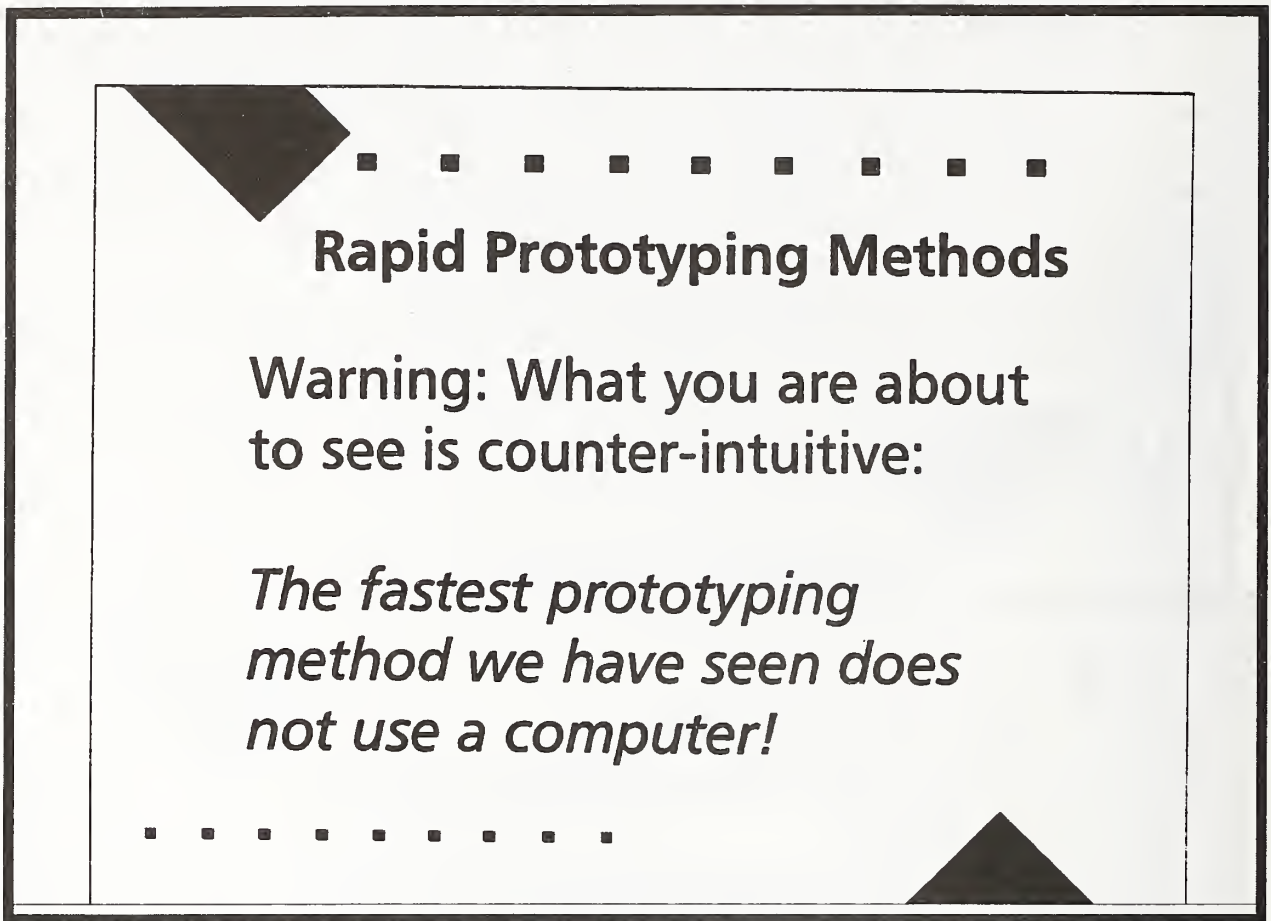 Rapid Prototyping Methods
Warning: What you are about
to see is counter-intuitive:
The fastest prototyping
method we have seen does
not use a computer!